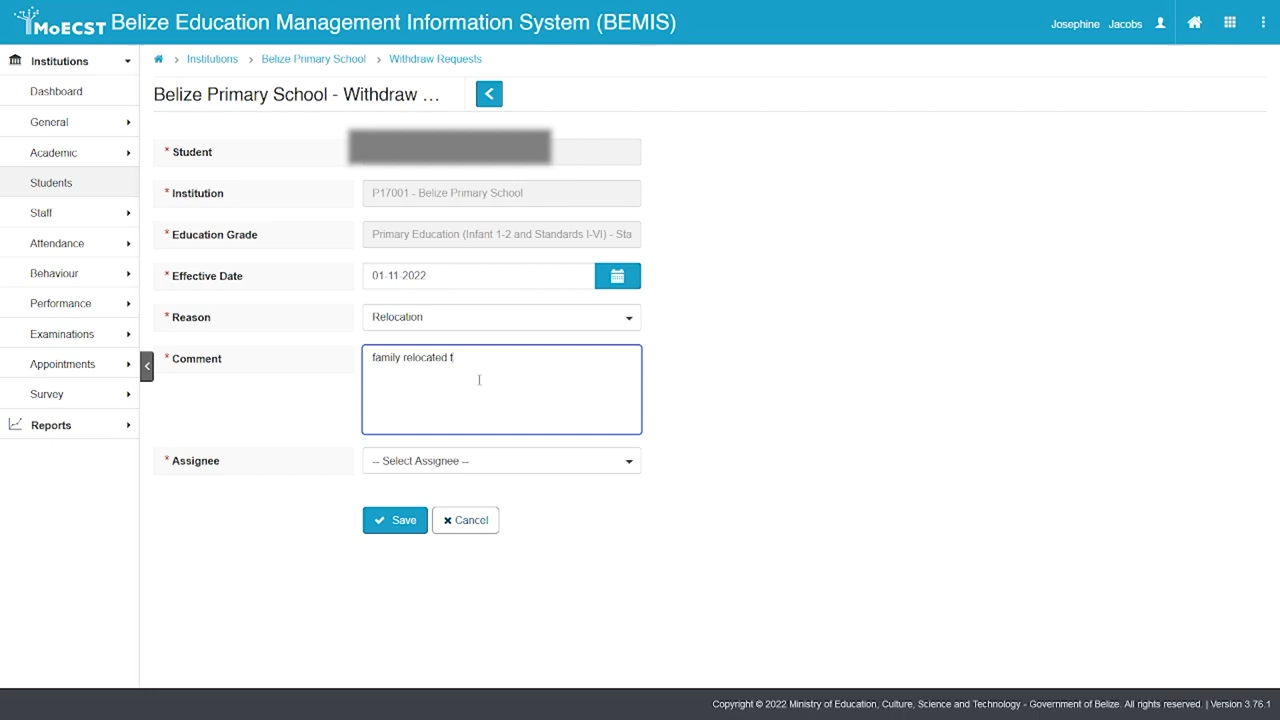 MoECST Belize Education Management Information System (BEMIS)
Josephine Jacobs
Institutions
Dashboard
General
Academic
Students
Staff
Attendance
Behaviour
Performance
Examinations
Appointments
Survey
Reports
Institutions > Belize Primary School > Withdraw Requests
Belize Primary School - Withdraw ...
* Student
* Institution P17001 - Belize Primary School
* Education Grade Primary Education (Infant 1-2 and Standards I-VI) - Sta
* Effective Date 01-11-2022
* Reason Relocation
* Comment family relocated t
* Assignee -- Select Assignee --
Save Cancel
Copyright © 2022 Ministry of Education, Culture, Science and Technology - Government of Belize. All rights reserved. | Version 3.76.1